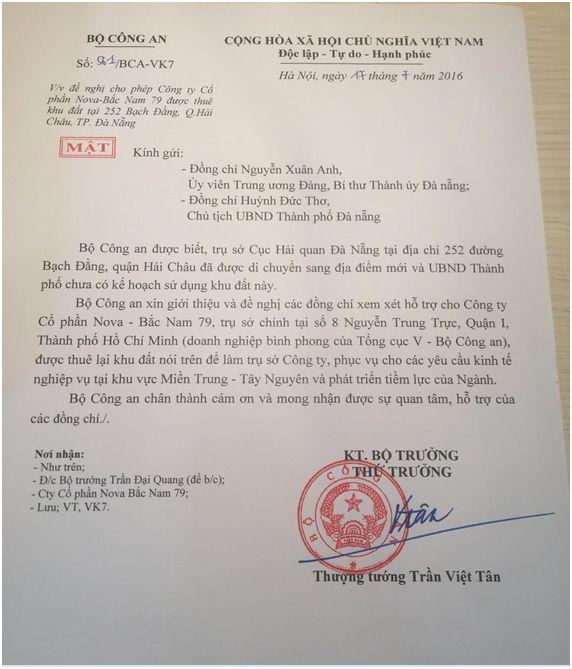 BỘ CÔNG AN
CỘNG HÒA XÃ HỘI CHỦ NGHĨA VIỆT NAM
Độc lập - Tự do - Hạnh phúc
Số: 961/BCA-VK7
Hà Nội, ngày 17 tháng 7 năm 2016
V/v đề nghị cho phép Công ty Cổ
phần Nova-Bắc Nam 79 được thuê
khu đất tại 252 Bạch Đằng, Q.Hải
Châu, TP. Đà Nẵng
MẬT
Kính gửi:
- Đồng chí Nguyễn Xuân Anh,
Ủy viên Trung ương Đảng, Bí thư Thành ủy Đà nẵng;
- Đồng chí Huỳnh Đức Thơ,
Chủ tịch UBND Thành phố Đà nẵng
Bộ Công an được biết, trụ sở Cục Hải quan Đà Nẵng tại địa chỉ 252 đường
Bạch Đằng, quận Hải Châu đã được di chuyển sang địa điểm mới và UBND Thành
phố chưa có kế hoạch sử dụng khu đất này.
Bộ Công an xin giới thiệu và đề nghị các đồng chí xem xét hỗ trợ cho Công ty
Cổ phần Nova - Bắc Nam 79, trụ sở chính tại số 8 Nguyễn Trung Trực, Quận I,
Thành phố Hồ Chí Minh (doanh nghiệp bình phong của Tổng cục V - Bộ Công an),
được thuê lại khu đất nói trên để làm trụ sở Công ty, phục vụ cho các yêu cầu kinh tế
nghiệp vụ tại khu vực Miền Trung - Tây Nguyên và phát triển tiềm lực của Ngành.
Bộ Công an chân thành cám ơn và mong nhận được sự quan tâm, hỗ trợ của
các đồng chí./.
Nơi nhận:
- Như trên;
- Đ/c Bộ trưởng Trần Đại Quang (để b/c);
- Cty Cổ phần Nova Bắc Nam 79;
- Lưu; VT, VK7.
KT. BỘ TRƯỞNG
THỨ TRƯỞNG
BỘ CÔNG AN
Thượng tướng Trần Việt Tân